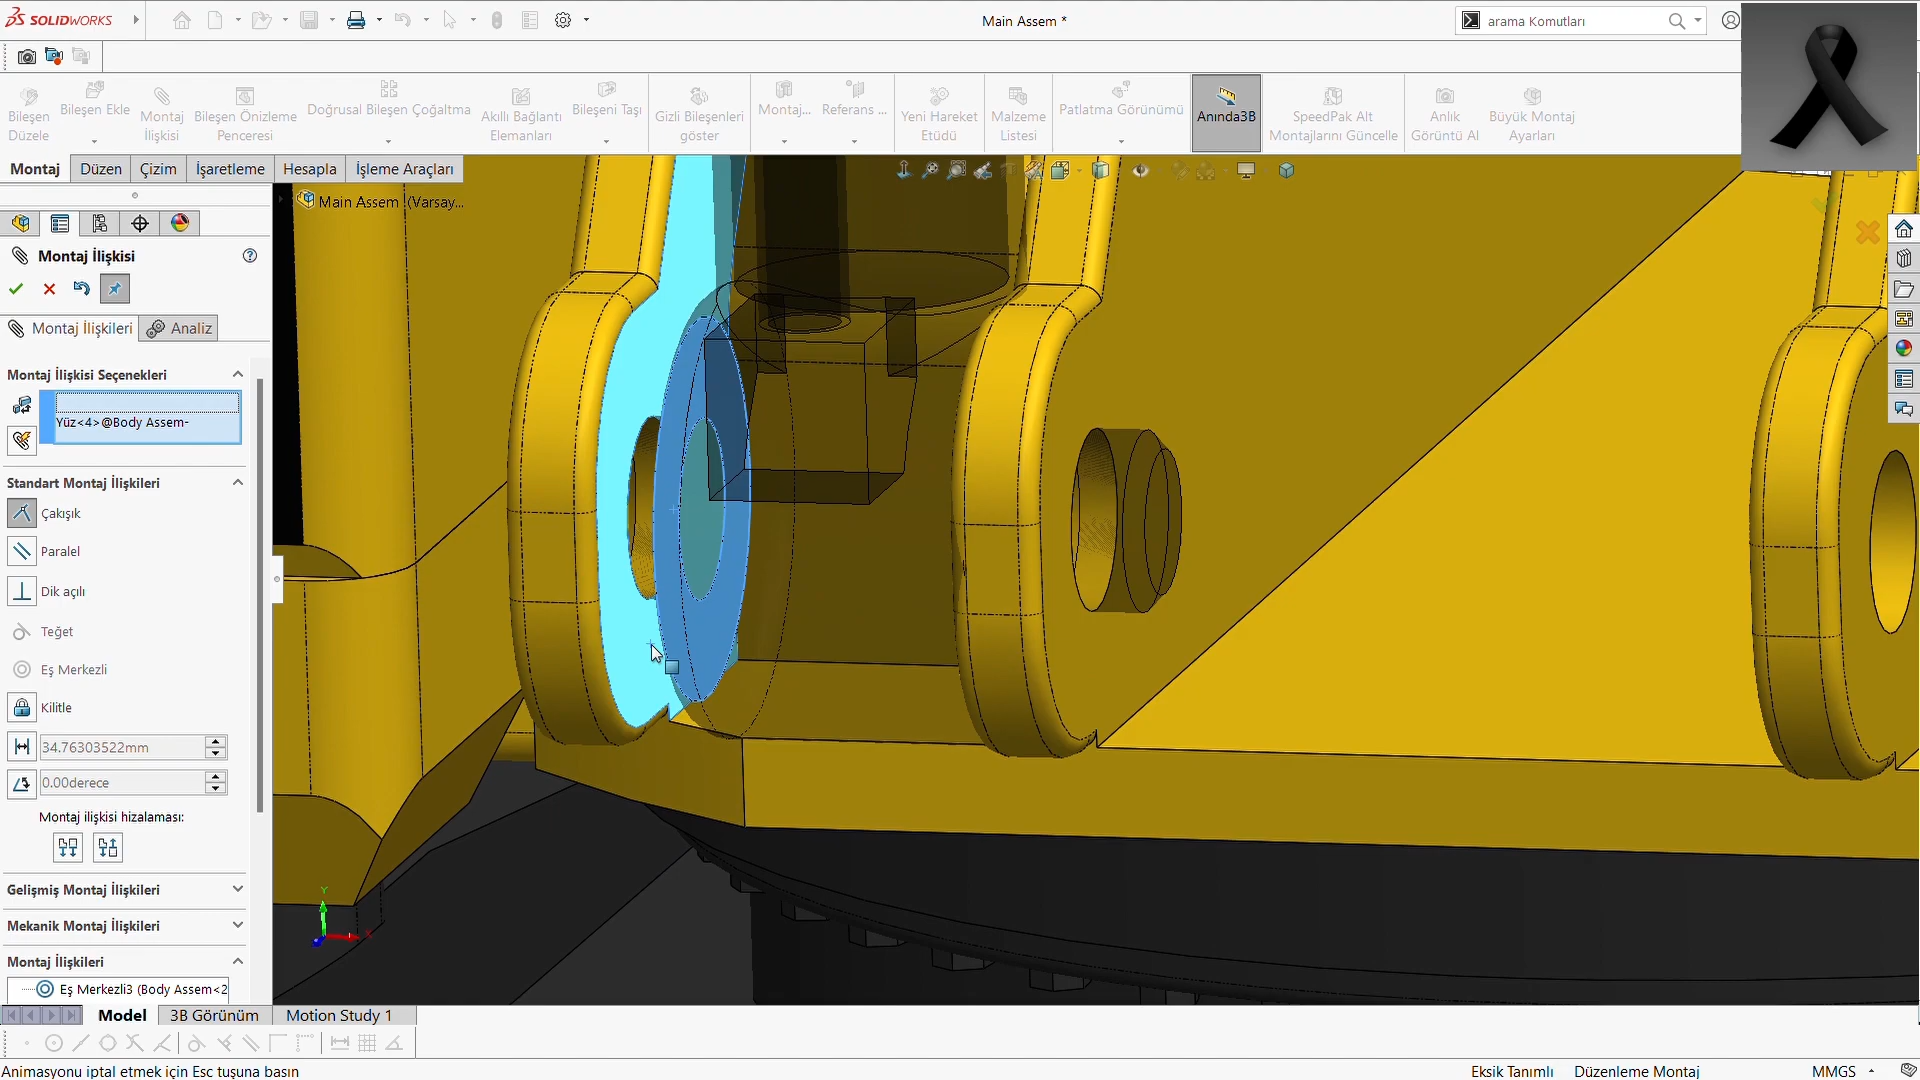 SOLIDWORKS
Main Assem *
arama Komutları
Bileşen Düzele
Bileşen Ekle
Montaj İlişkisi
Bileşen Önizleme Penceresi
Doğrusal Bileşen Çoğaltma
Akıllı Bağlantı Elemanları
Bileşeni Taşı
Gizli Bileşenleri göster
Montaj...
Referans ...
Yeni Hareket Etüdü
Malzeme Listesi
Patlatma Görünümü
Anında3B
SpeedPak Alt Montajlarını Güncelle
Anlık Görüntü Al
Büyük Montaj Ayarları
Montaj
Düzen
Çizim
İşaretleme
Hesapla
İşleme Araçları
Main Assem (Varsay...
Montaj İlişkisi
Montaj İlişkileri
Analiz
Montaj İlişkisi Seçenekleri
Yüz<4>@Body Assem-
Standart Montaj İlişkileri
Çakışık
Paralel
Dik açılı
Teğet
Eş Merkezli
Kilitle
34.76303522mm
0.00derece
Montaj ilişkisi hizalaması:
Gelişmiş Montaj İlişkileri
Mekanik Montaj İlişkileri
Montaj İlişkileri
Eş Merkezli3 (Body Assem<2
Y
X
Model
3B Görünüm
Motion Study 1
Animasyonu iptal etmek için Esc tuşuna basın
Eksik Tanımlı
Düzenleme Montaj
MMGS